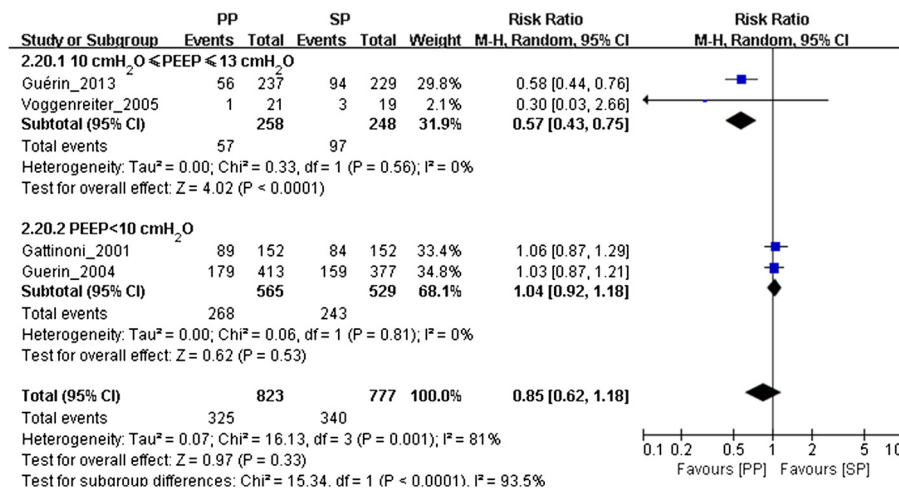 PP SP Risk Ratio Risk Ratio
Study or Subgroup Events Total Events Total Weight M-H, Random, 95% CI M-H, Random, 95% CI
2.20.1 10 cmH₂O ≤PEEP ≤13 cmH₂O
Guérin_2013 56 237 94 229 29.8% 0.58 [0.44, 0.76]
Voggenreiter_2005 1 21 3 19 2.1% 0.30 [0.03, 2.66]
Subtotal (95% CI) 258 248 31.9% 0.57 [0.43, 0.75]
Total events 57 97
Heterogeneity: Tau² = 0.00; Chi² = 0.33, df = 1 (P = 0.56); I² = 0%
Test for overall effect: Z = 4.02 (P < 0.0001)
2.20.2 PEEP<10 cmH₂O
Gattinoni_2001 89 152 84 152 33.4% 1.06 [0.87, 1.29]
Guerin_2004 179 413 159 377 34.8% 1.03 [0.87, 1.21]
Subtotal (95% CI) 565 529 68.1% 1.04 [0.92, 1.18]
Total events 268 243
Heterogeneity: Tau² = 0.00; Chi² = 0.06, df = 1 (P = 0.81); I² = 0%
Test for overall effect: Z = 0.62 (P = 0.53)
Total (95% CI) 823 777 100.0% 0.85 [0.62, 1.18]
Total events 325 340
Heterogeneity: Tau² = 0.07; Chi² = 16.13, df = 3 (P = 0.001); I² = 81%
Test for overall effect: Z = 0.97 (P = 0.33)
Test for subgroup differences: Chi² = 15.34, df = 1 (P < 0.0001), I² = 93.5%
0.1 0.2 0.5 1 2 5 10
Favours [PP] Favours [SP]